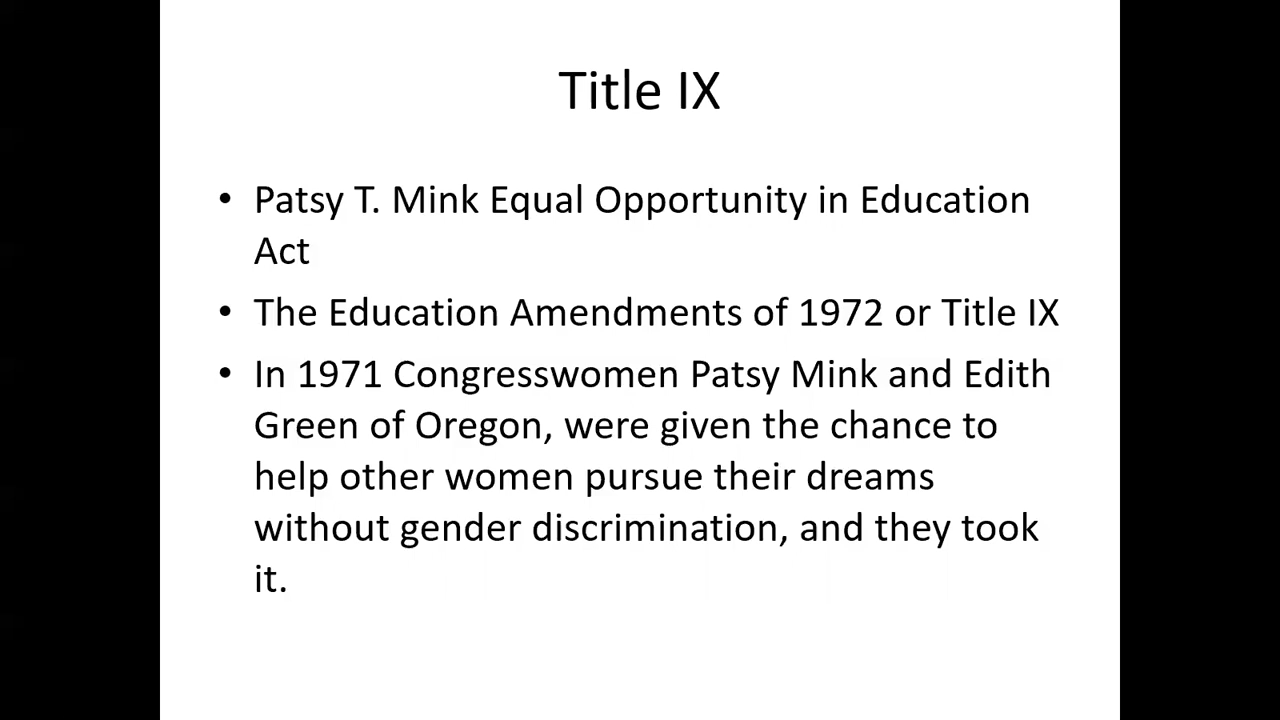 Title IX
• Patsy T. Mink Equal Opportunity in Education
Act
• The Education Amendments of 1972 or Title IX
• In 1971 Congresswomen Patsy Mink and Edith
Green of Oregon, were given the chance to
help other women pursue their dreams
without gender discrimination, and they took
it.